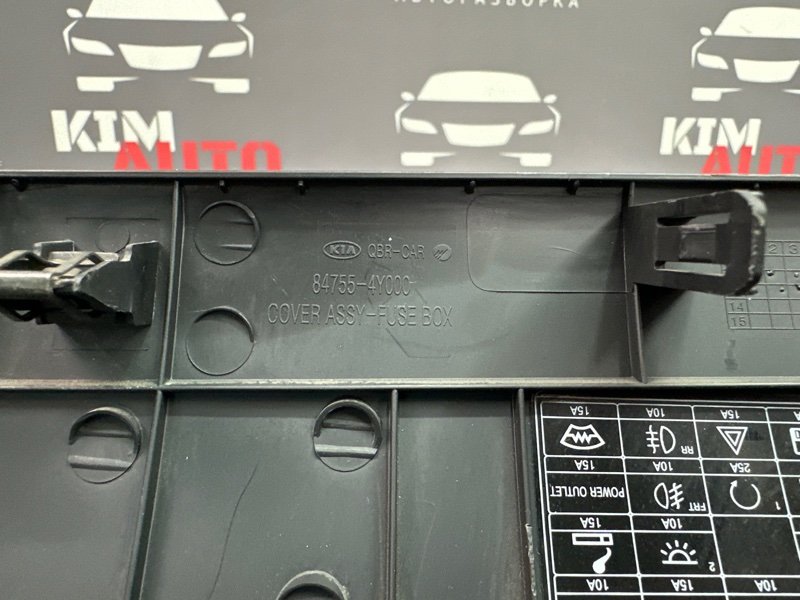 АВТОРАЗБОРКА
KIM
AUTO
KIM
AUTO
KIA QBR-CAR
84755-4Y000
COVER ASSY-FUSE BOX
2 3
14
15
15A 10A 15A
RR
15A 10A 25A
POWER OUTLET FRT 1
15A 10A
2
10A 15A 10A